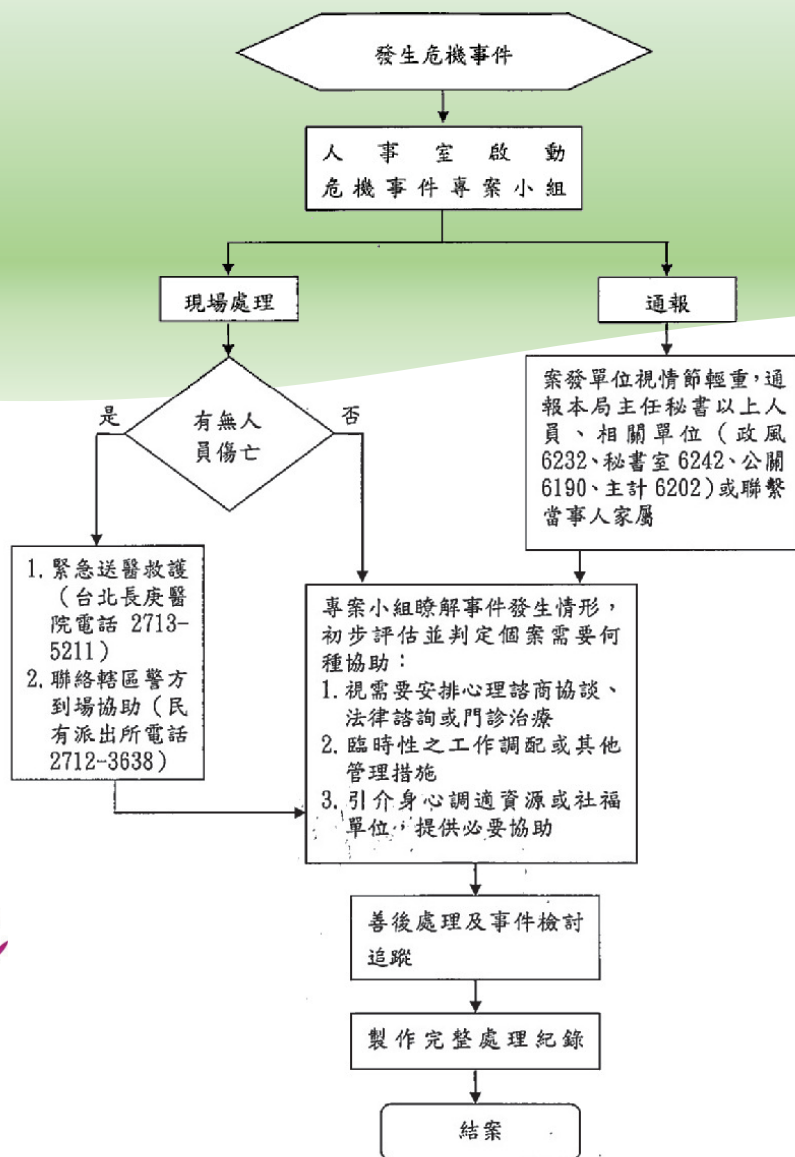 發生危機事件
人事室啟動
危機事件專案小組
現場處理
通報
有無人
員傷亡
是
否
案發單位視情節輕重,通
報本局主任秘書以上人
員、相關單位(政風
6232、秘書室 6242、公關
6190、主計 6202)或聯繫
當事人家屬
1. 緊急送醫救護
(台北長庚醫
院電話 2713-
5211)
2. 聯絡轄區警方
到場協助(民
有派出所電話
2712-3638)
專案小組瞭解事件發生情形,
初步評估並判定個案需要何
種協助:
1. 視需要安排心理諮商協談、
法律諮詢或門診治療
2. 臨時性之工作調配或其他
管理措施
3. 引介身心調適資源或社福
單位,提供必要協助
善後處理及事件檢討
追蹤
製作完整處理紀錄
結案